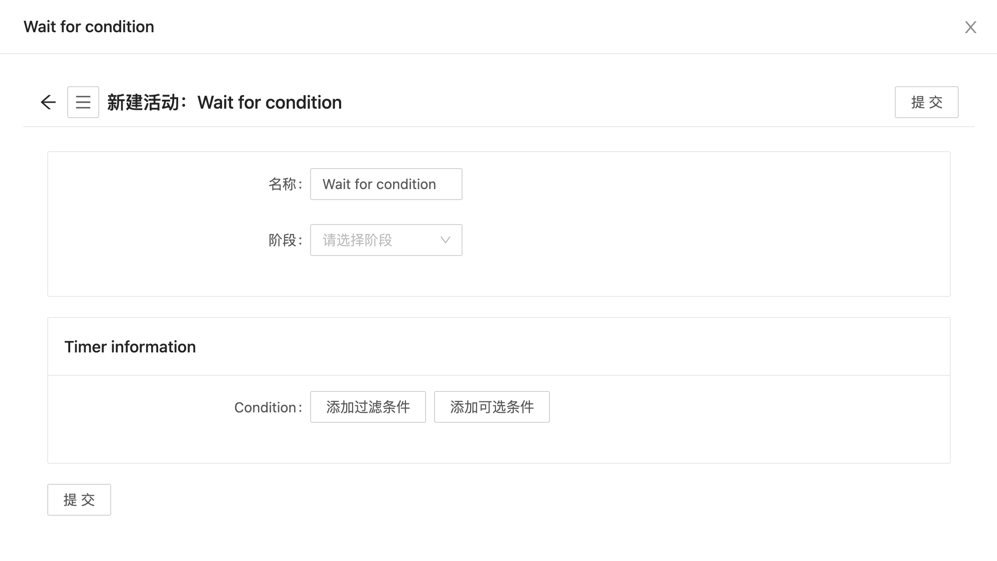 Wait for condition
新建活动：Wait for condition
提 交
名称： Wait for condition
阶段： 请选择阶段
Timer information
Condition： 添加过滤条件 添加可选条件
提 交